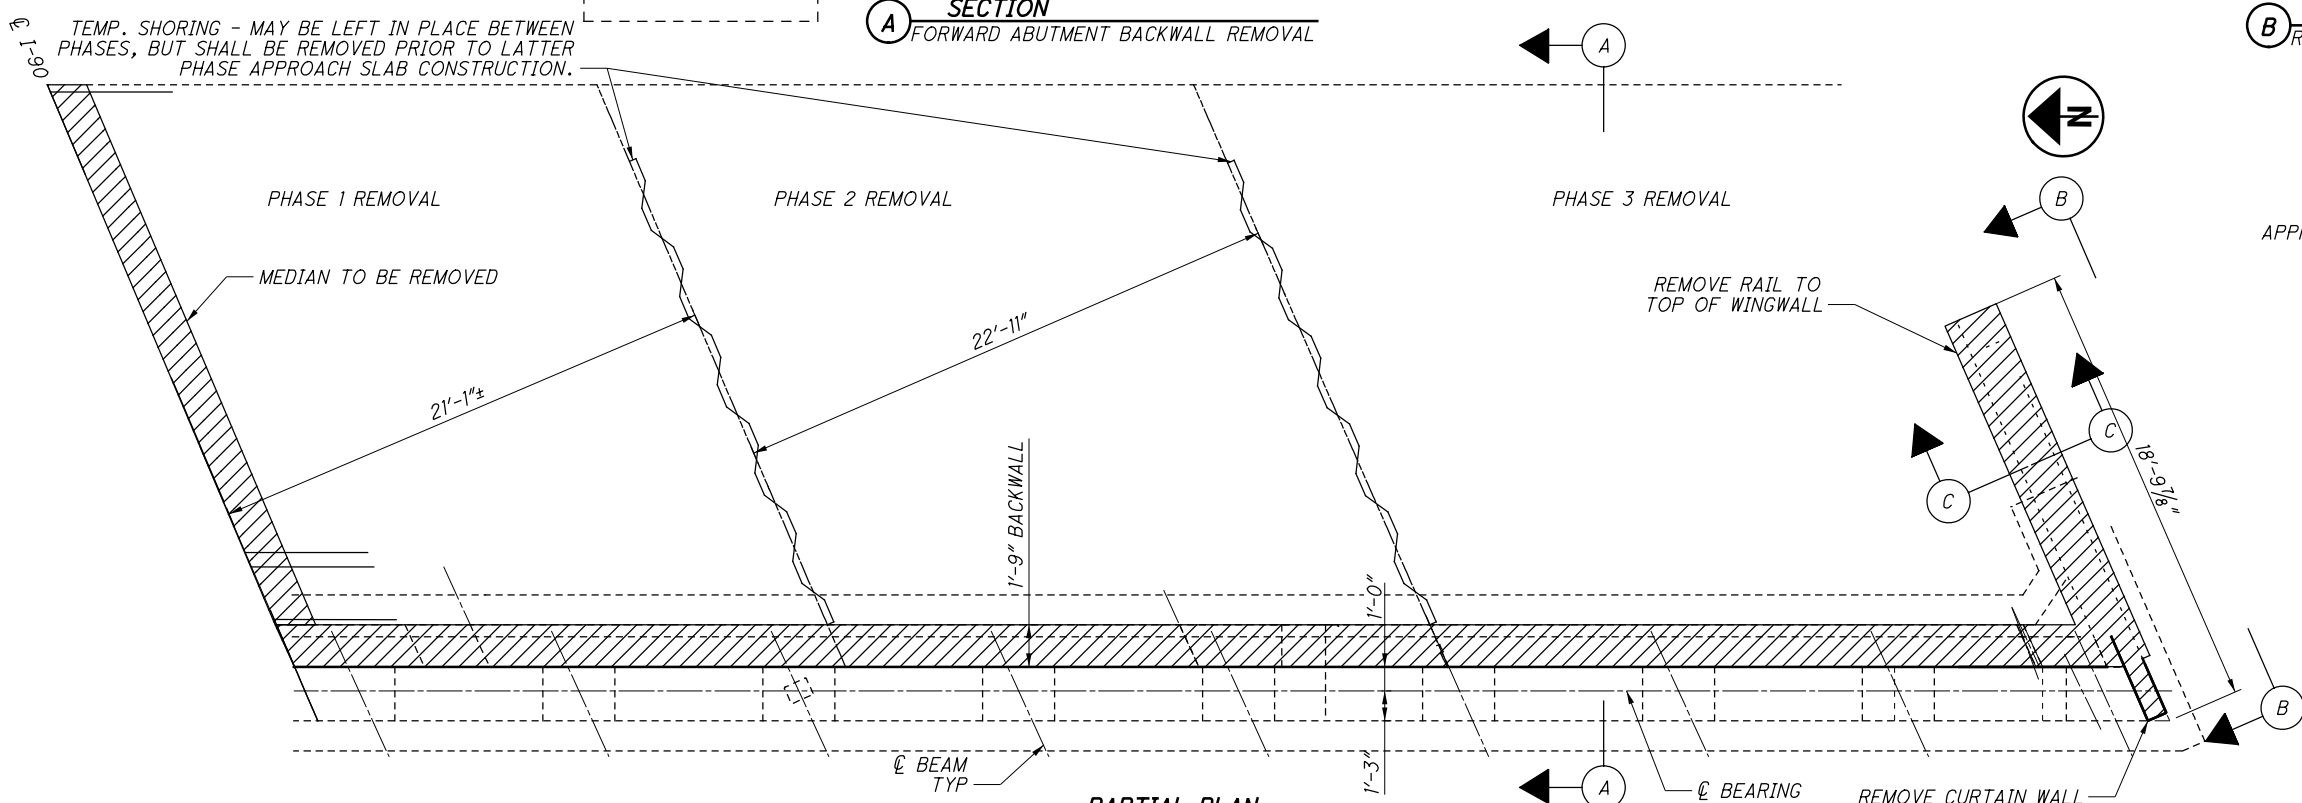 SECTION
A
FORWARD ABUTMENT BACKWALL REMOVAL
TEMP. SHORING - MAY BE LEFT IN PLACE BETWEEN
PHASES, BUT SHALL BE REMOVED PRIOR TO LATTER
PHASE APPROACH SLAB CONSTRUCTION.
℄ I-90
A
B
N
B
PHASE 1 REMOVAL
PHASE 2 REMOVAL
PHASE 3 REMOVAL
MEDIAN TO BE REMOVED
REMOVE RAIL TO
TOP OF WINGWALL
22'-11"
21'-1"±
C
C
18'-9⅞"
1'-9" BACKWALL
1'-0"
B
℄ BEAM
TYP
1'-3"
A
℄ BEARING
REMOVE CURTAIN WALL
PARTIAL PLAN